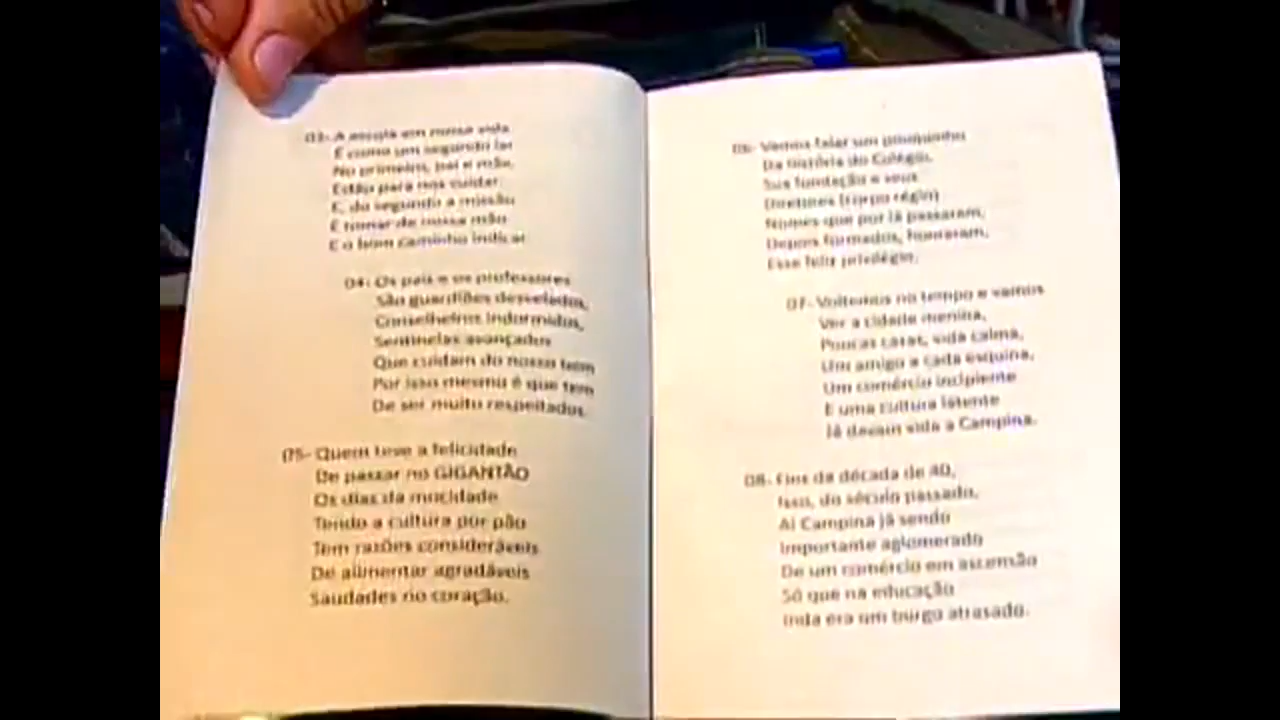 03- A escola em nossa vida
É como um segundo lar
No primeiro, pai e mãe,
Estão para nos cuidar
E, do segundo a missão
É tomar de nossa mão
E o bom caminho indicar
04- Os pais e os professores
São guardiões desvelados,
Conselheiros indormidos,
Sentinelas avançados
Que cuidam do nosso bem
Por isso mesmo é que tem
De ser muito respeitados.
05- Quem teve a felicidade
De passar no GIGANTÃO
Os dias da mocidade
Tendo a cultura por pão
Tem razões consideráveis
De alimentar agradáveis
Saudades no coração.
06- Vamos falar um pouquinho
Da história do Colégio,
Sua fundação e seus
Diretores (corpo régio)
Nomes que por lá passaram,
Depois formados, honraram,
Esse feliz privilégio.
07- Voltemos no tempo e vamos
Ver a cidade menina,
Poucas casas, vida calma,
Um amigo a cada esquina,
Um comércio incipiente
E uma cultura latente
Já davam vida a Campina.
08- Fins da década de 40,
Isso, do século passado,
Aí Campina já sendo
Importante aglomerado
De um comércio em ascensão
Só que na educação
Inda era um burgo atrasado.